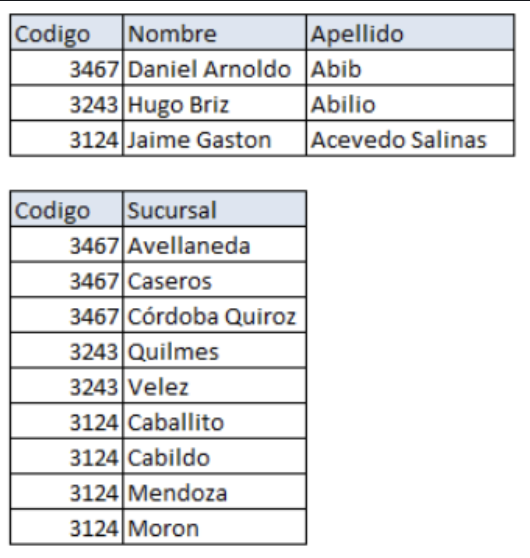 Codigo Nombre Apellido
3467 Daniel Arnoldo Abib
3243 Hugo Briz Abilio
3124 Jaime Gaston Acevedo Salinas
Codigo Sucursal
3467 Avellaneda
3467 Caseros
3467 Córdoba Quiroz
3243 Quilmes
3243 Velez
3124 Caballito
3124 Cabildo
3124 Mendoza
3124 Moron